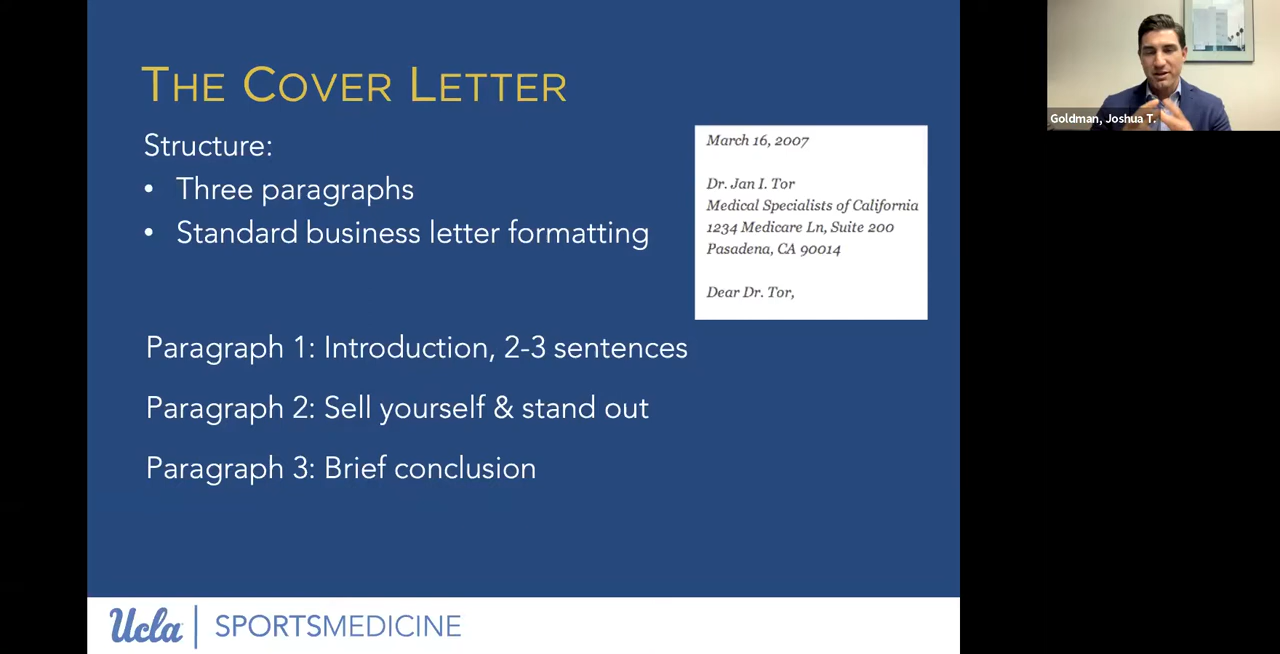 THE COVER LETTER
Structure:
• Three paragraphs
• Standard business letter formatting
March 16, 2007
Dr. Jan I. Tor
Medical Specialists of California
1234 Medicare Ln, Suite 200
Pasadena, CA 90014
Dear Dr. Tor,
Paragraph 1: Introduction, 2-3 sentences
Paragraph 2: Sell yourself & stand out
Paragraph 3: Brief conclusion
Ucla | SPORTSMEDICINE
Goldman, Joshua T.